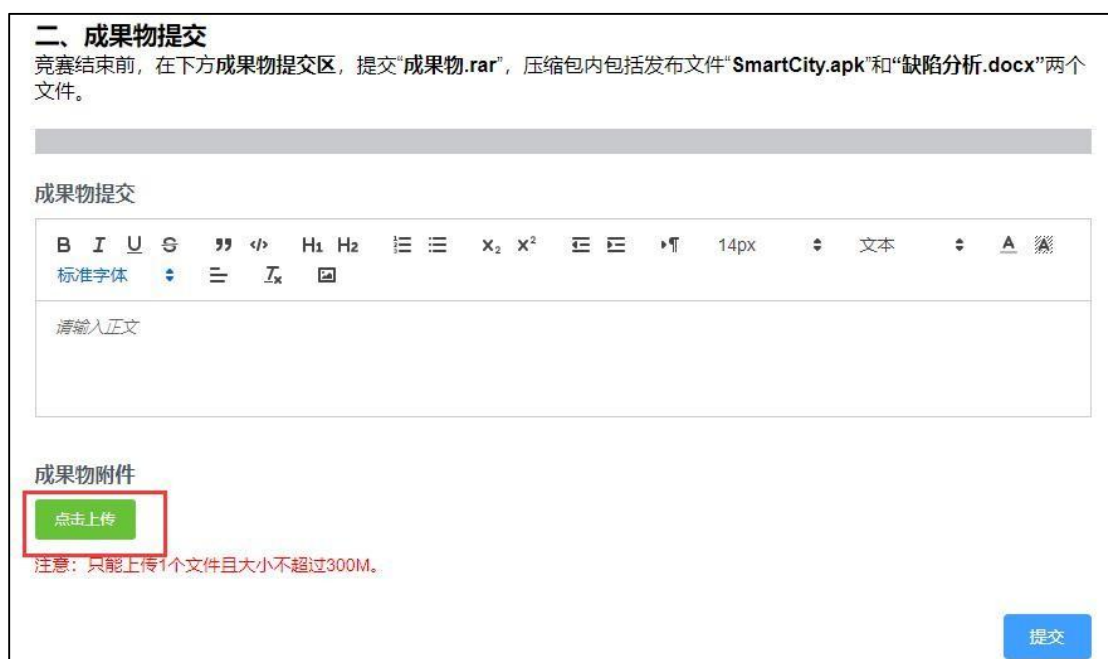 二、成果物提交
竞赛结束前，在下方成果物提交区，提交“成果物.rar”，压缩包内包括发布文件“SmartCity.apk”和“缺陷分析.docx”两个
文件。
成果物提交
B I U S ” </> H1 H2 X₂ X² ¶ 14px 文本 A A
标准字体 Tx
请输入正文
成果物附件
点击上传
注意：只能上传1个文件且大小不超过300M。
提交